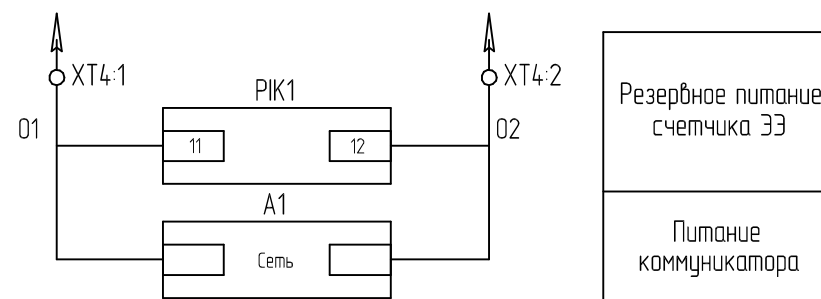 XT4:1
XT4:2
PIK1
01
11
12
02
A1
Сеть
Резервное питание
счетчика ЭЭ
Питание
коммуникатора